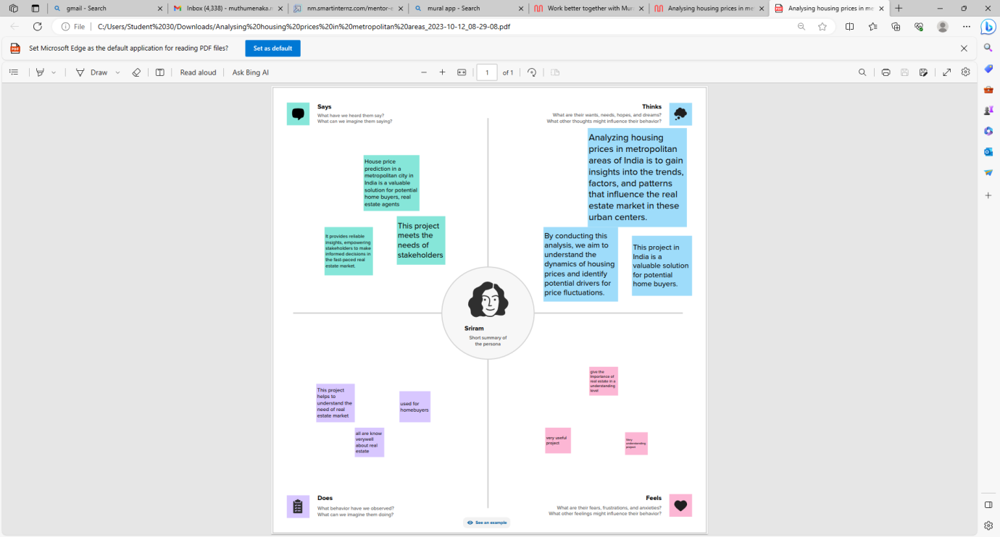 gmail - Search
Inbox (4,338) - muthumenaka.n
nm.smartinternz.com/mentor-e
mural app - Search
Work better together with Mura
Analysing housing prices in me
Analysing housing prices in me
File
C:/Users/Student%2030/Downloads/Analysing%20housing%20prices%20in%20metropolitan%20areas_2023-10-12_08-29-08.pdf
Set Microsoft Edge as the default application for reading PDF files?
Set as default
Draw
Read aloud
Ask Bing AI
1
of 1
Says
What have we heard them say?
What can we imagine them saying?
House price
prediction in a
metropolitan city in
India is a valuable
solution for potential
home buyers, real
estate agents
It provides reliable
insights, empowering
stakeholders to make
informed decisions in
the fast-paced real
estate market.
This project
meets the
needs of
stakeholders
Thinks
What are their wants, needs, hopes, and dreams?
What other thoughts might influence their behavior?
Analyzing housing
prices in metropolitan
areas of India is to gain
insights into the trends,
factors, and patterns
that influence the real
estate market in these
urban centers.
By conducting this
analysis, we aim to
understand the
dynamics of housing
prices and identify
potential drivers for
price fluctuations.
This project in
India is a
valuable solution
for potential
home buyers.
Sriram
Short summary of
the persona
This project
helps to
understand the
need of real
estate market
used for
homebuyers
all are know
verywell
about real
estate
Does
What behavior have we observed?
What can we imagine them doing?
give the
Importance of
real estate in a
understanding
level
very useful
project
Very
understanding
project
Feels
What are their fears, frustrations, and anxieties?
What other feelings might influence their behavior?
See an example